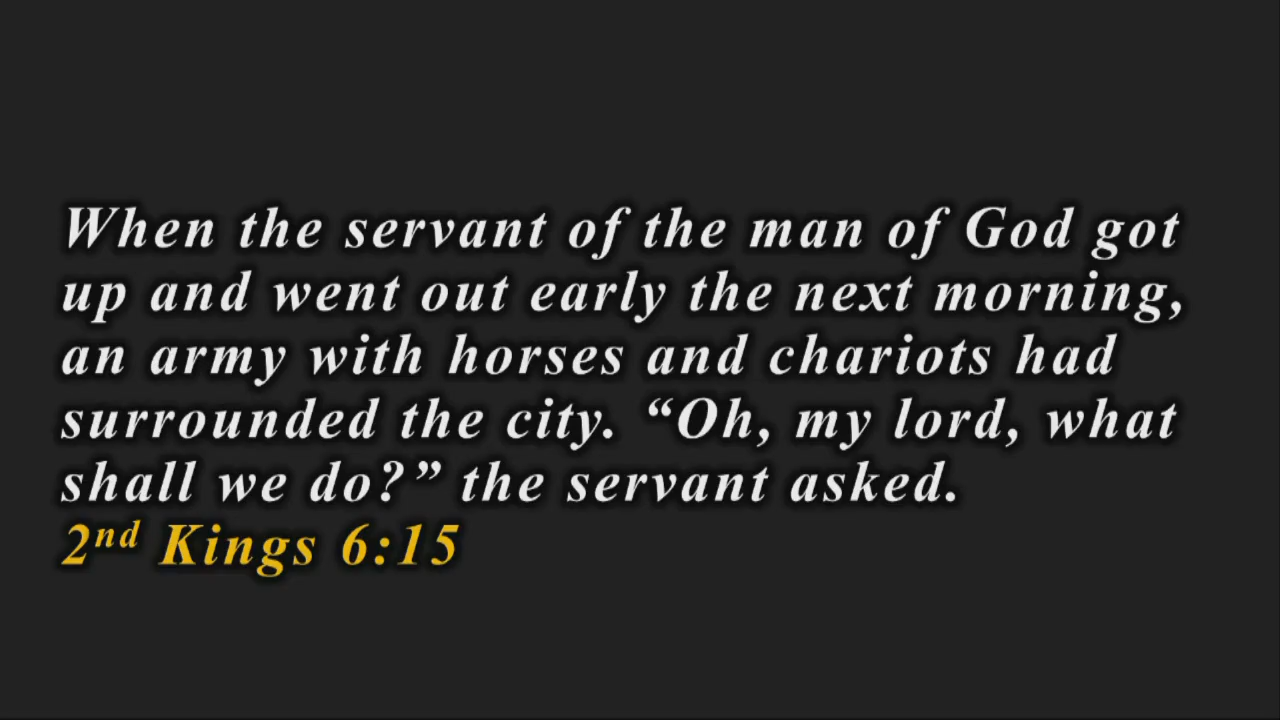 When the servant of the man of God got
up and went out early the next morning,
an army with horses and chariots had
surrounded the city. “Oh, my lord, what
shall we do?” the servant asked.
2nd Kings 6:15